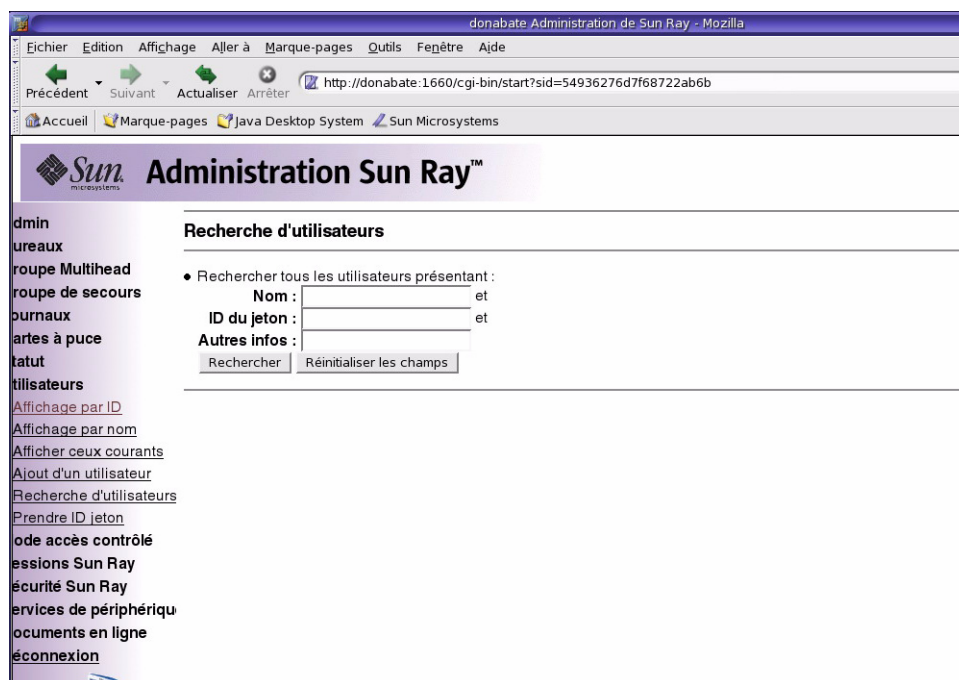 donabate Administration de Sun Ray - Mozilla
Eichier Edition Affichage Aller à Marque-pages Outils Fenêtre Aide
Précédent Suivant Actualiser Arrêter http://donabate:1660/cgi-bin/start?sid=54936276d7f68722ab6b
Accueil Marque-pages Java Desktop System Sun Microsystems
Sun microsystems Administration Sun Ray™
dmin
ureaux
roupe Multihead
roupe de secours
ournaux
artes à puce
tatut
tilisateurs
Affichage par ID
Affichage par nom
Afficher ceux courants
Ajout d'un utilisateur
Recherche d'utilisateurs
Prendre ID jeton
ode accès contrôlé
essions Sun Ray
écurité Sun Ray
ervices de périphériqu
ocuments en ligne
éconnexion
Recherche d'utilisateurs
Rechercher tous les utilisateurs présentant :
Nom : et
ID du jeton : et
Autres infos :
Rechercher Réinitialiser les champs